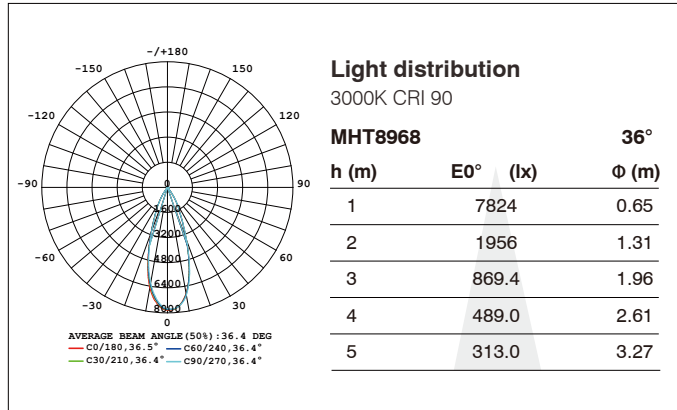 -/+180
-150 150
-120 120
-90 90
-60 60
-30 30
0
1600
3200
4800
6400
8000
0
AVERAGE BEAM ANGLE(50%):36.4 DEG
C0/180,36.5° C60/240,36.4°
C30/210,36.4° C90/270,36.4°
Light distribution
3000K CRI 90
MHT8968 36°
h (m) E0° (lx) Φ (m)
1 7824 0.65
2 1956 1.31
3 869.4 1.96
4 489.0 2.61
5 313.0 3.27